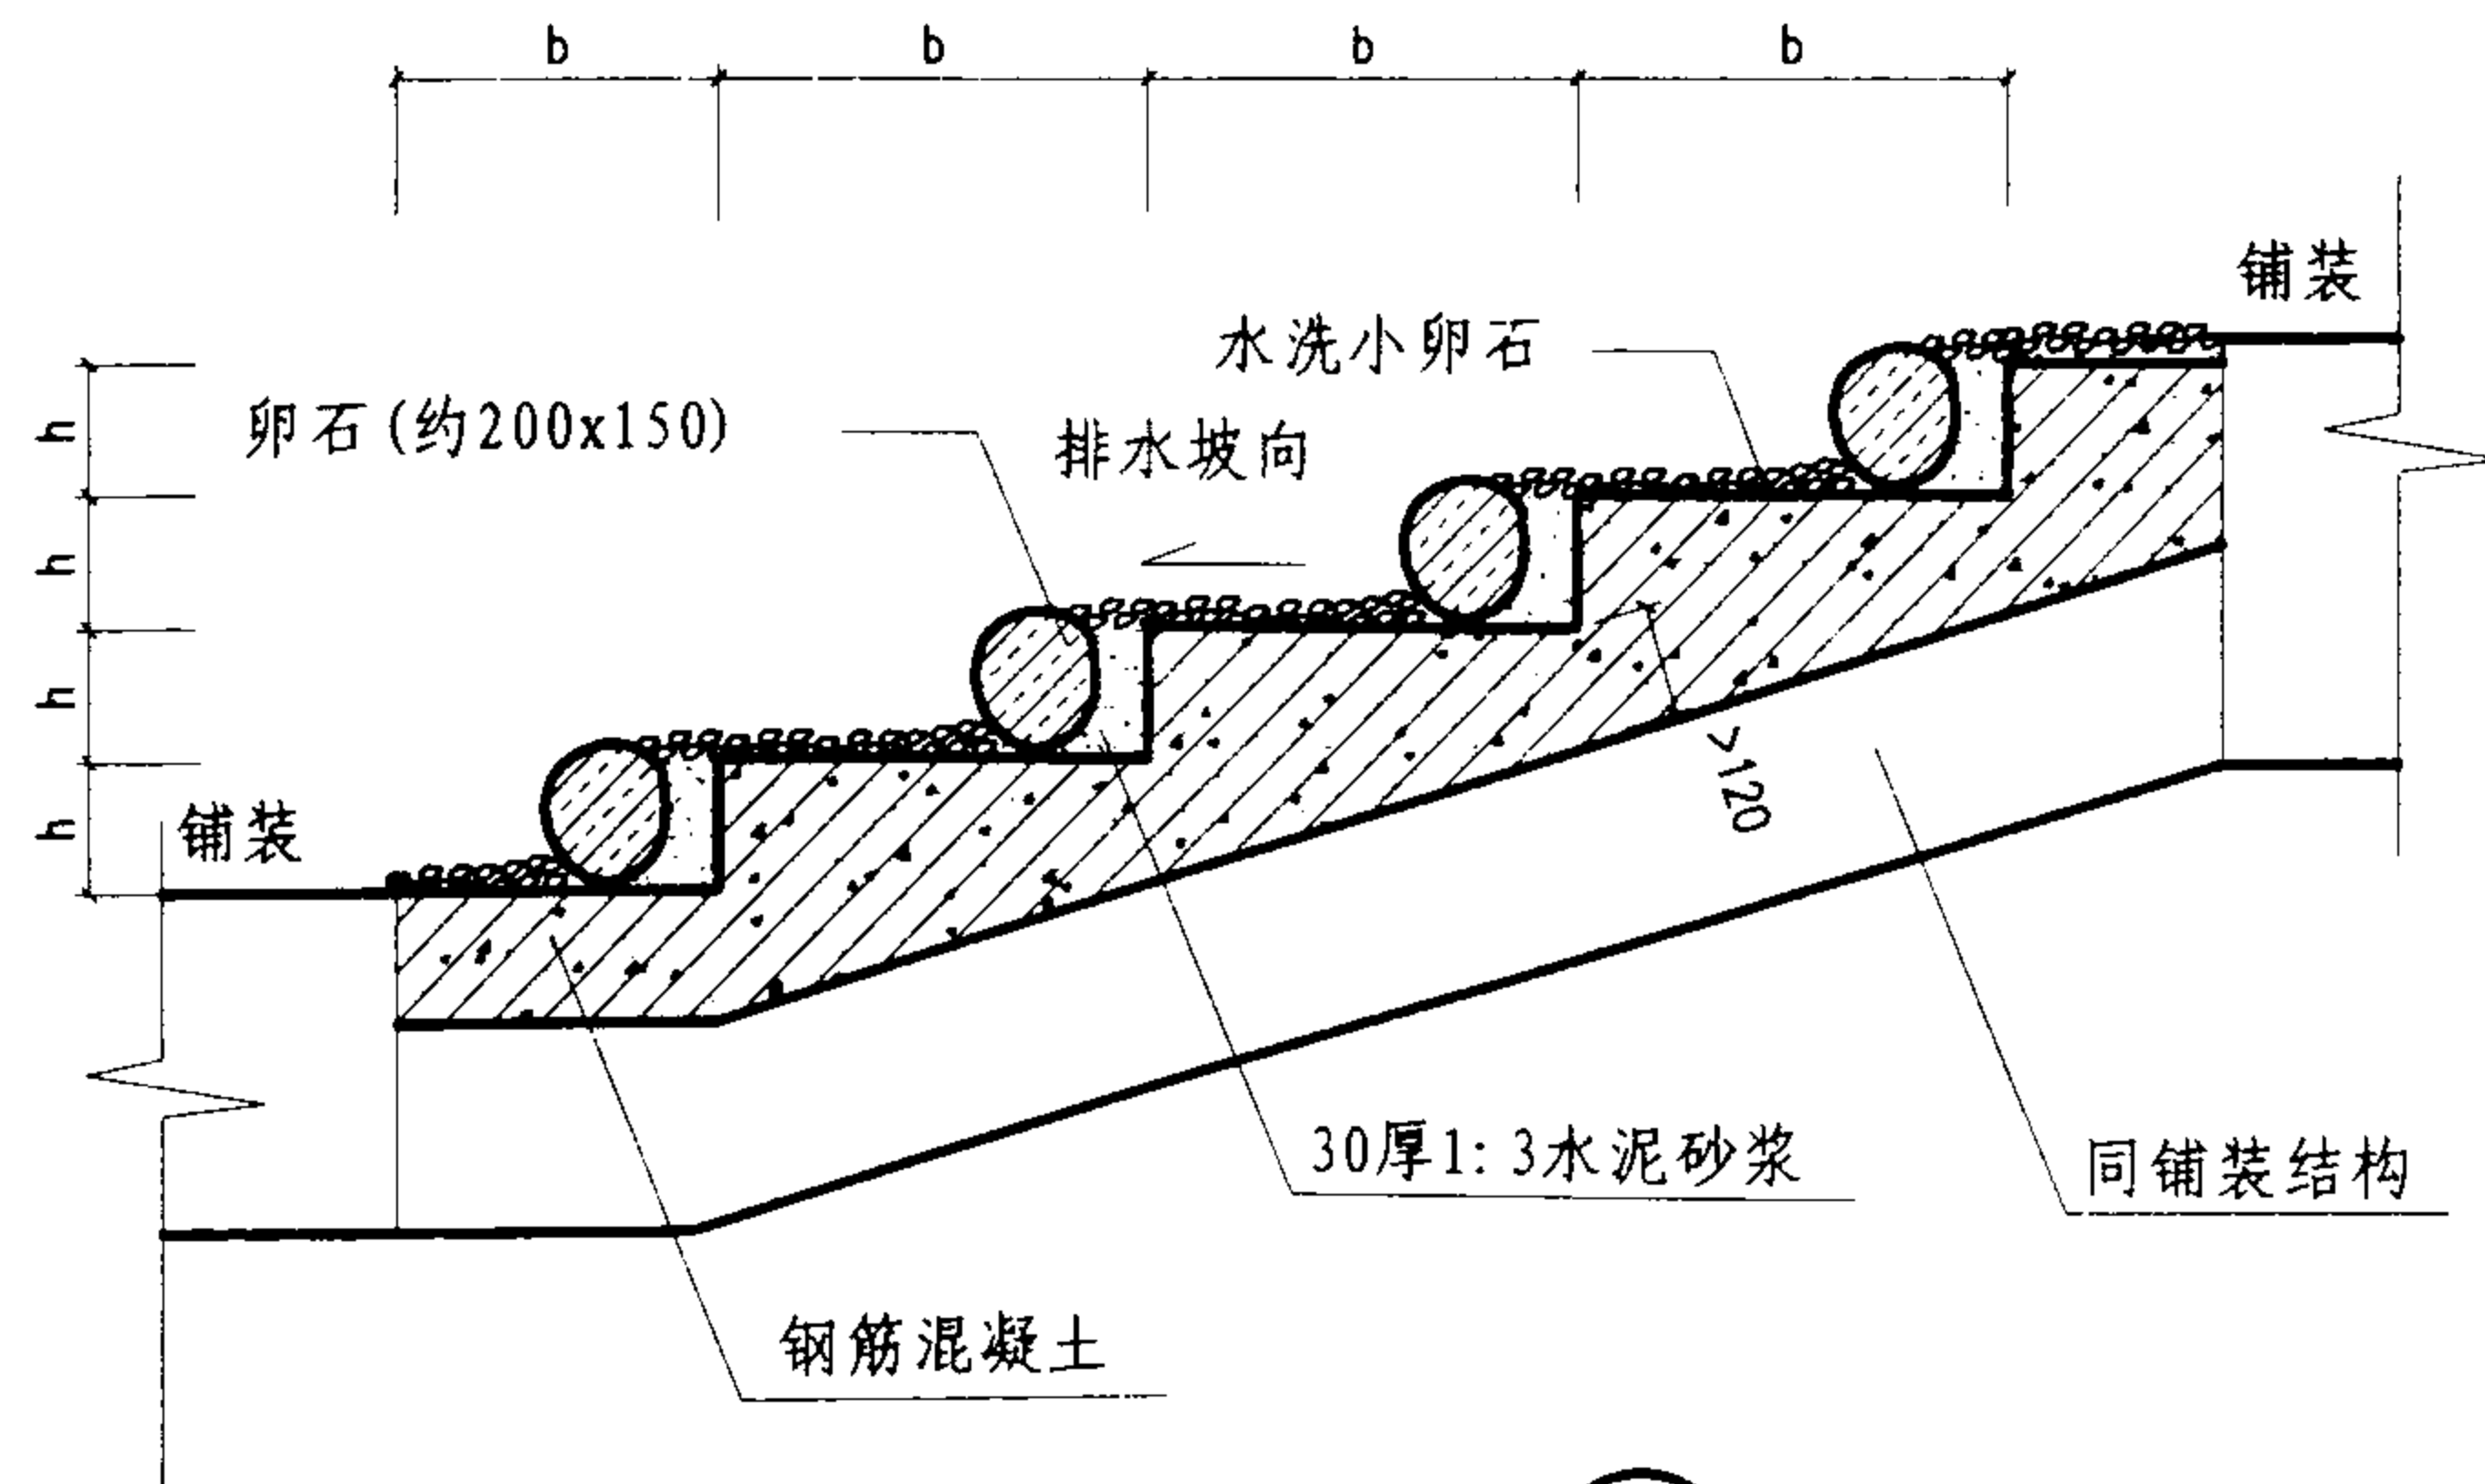 b b b b
铺装
水洗小卵石
卵石(约200x150)
排水坡向
h
h
h
h
铺装
>120
30厚1:3水泥砂浆
同铺装结构
钢筋混凝土